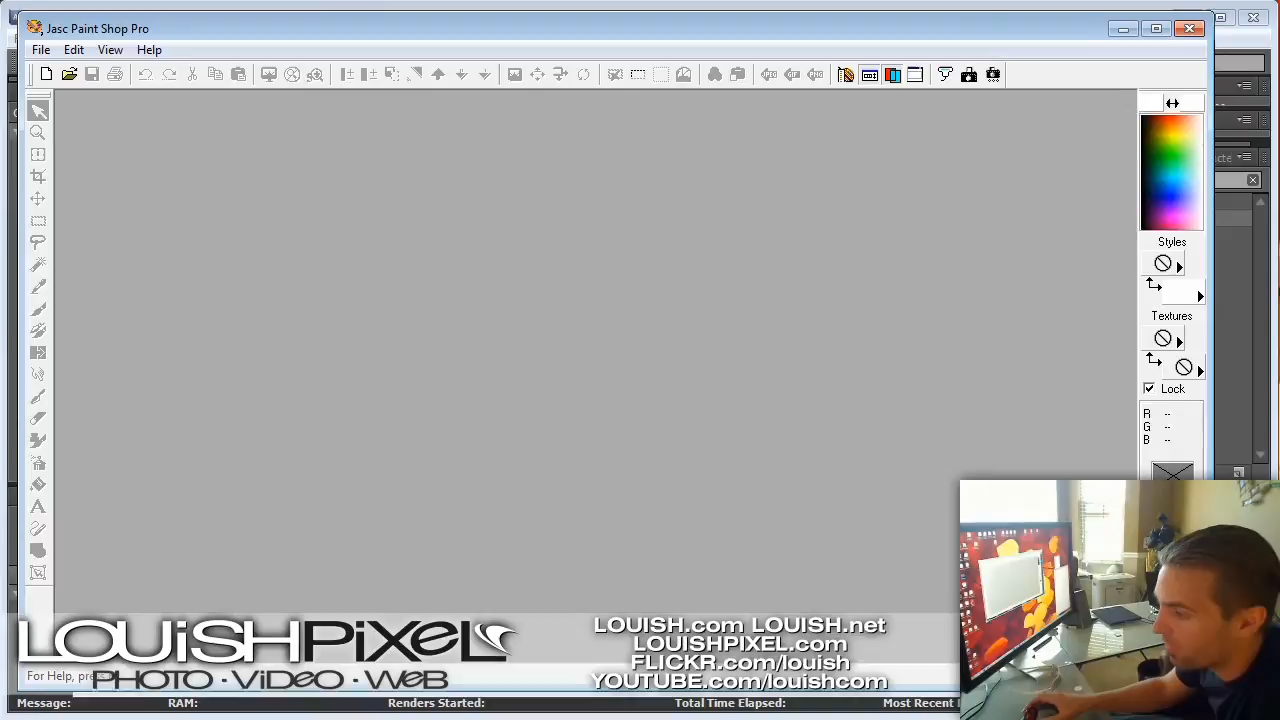 Jasc Paint Shop Pro
File Edit View Help
Styles
Textures
Lock
R --
G --
B --
LOUiSHPiXEL
PHOTO · ViDEO · WeB
LOUISH.com LOUISH.net
LOUISHPIXEL.com
FLICKR.com/louish
YOUTUBE.com/louishcom
For Help, pre
Message: RAM: Renders Started: Total Time Elapsed: Most Recent